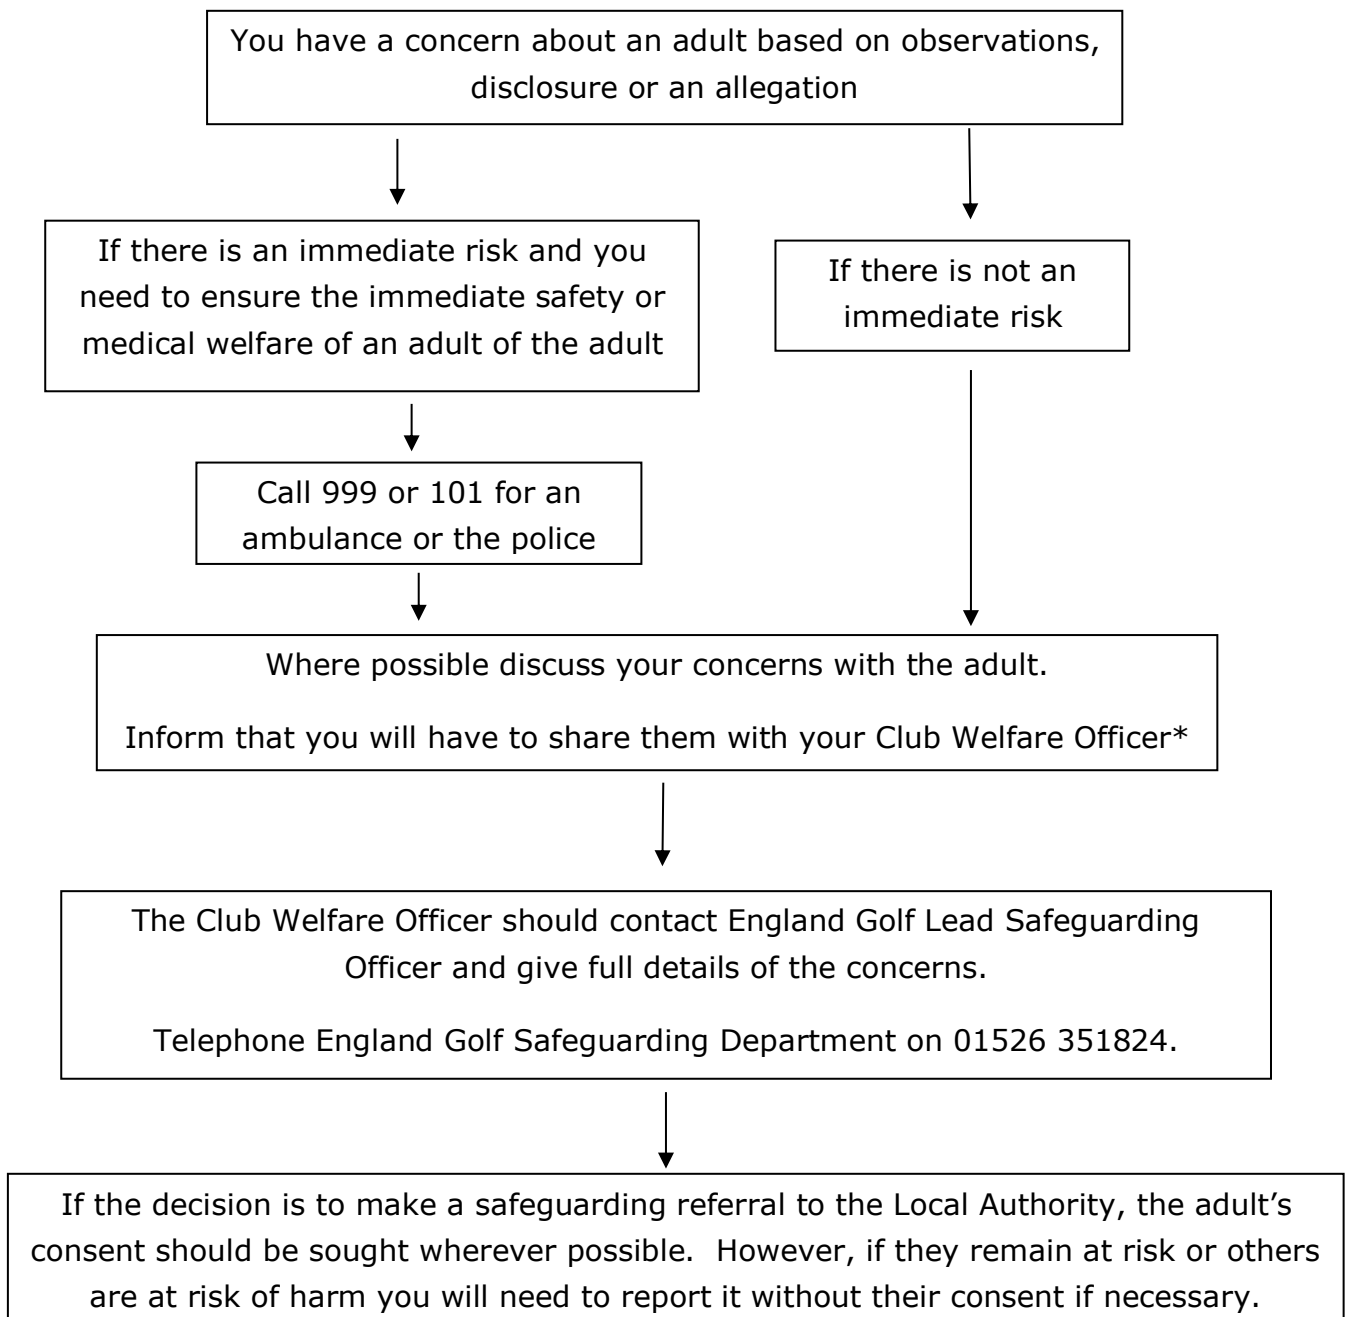 You have a concern about an adult based on observations,
disclosure or an allegation
If there is an immediate risk and you
need to ensure the immediate safety or
medical welfare of an adult of the adult
If there is not an
immediate risk
Call 999 or 101 for an
ambulance or the police
Where possible discuss your concerns with the adult.
Inform that you will have to share them with your Club Welfare Officer*
The Club Welfare Officer should contact England Golf Lead Safeguarding
Officer and give full details of the concerns.
Telephone England Golf Safeguarding Department on 01526 351824.
If the decision is to make a safeguarding referral to the Local Authority, the adult’s
consent should be sought wherever possible.  However, if they remain at risk or others
are at risk of harm you will need to report it without their consent if necessary.